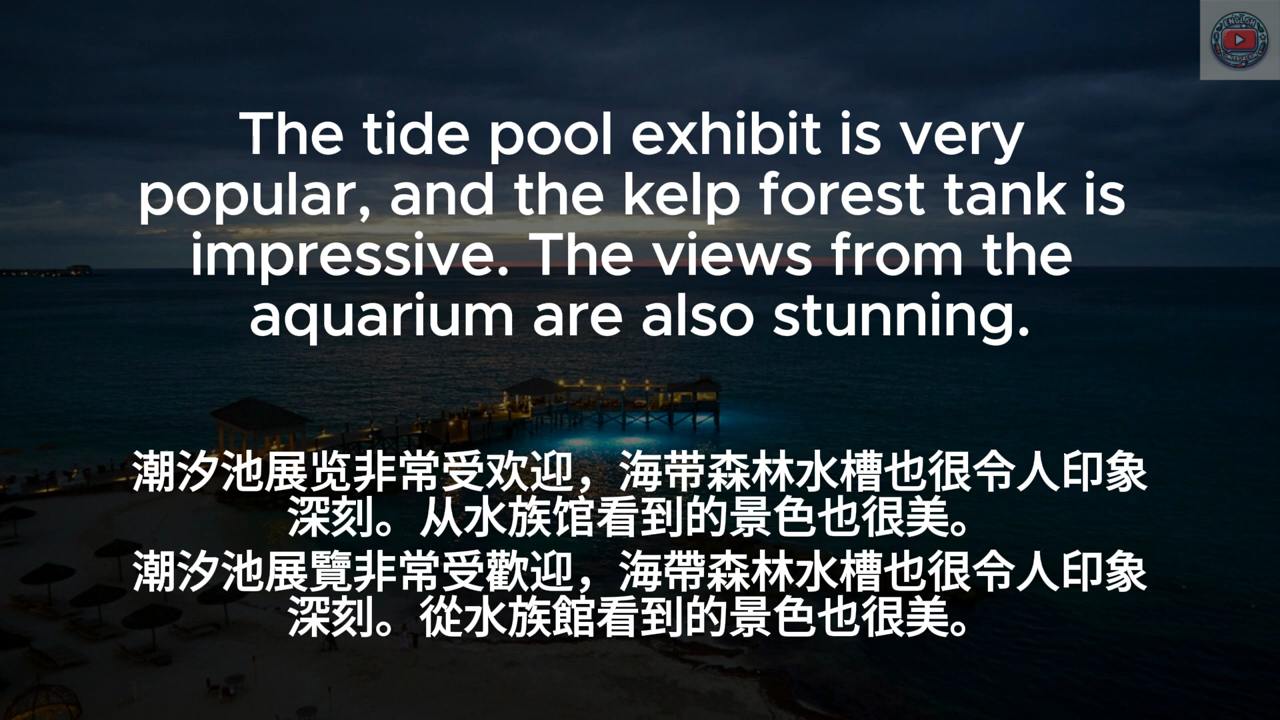 The tide pool exhibit is very
popular, and the kelp forest tank is
impressive. The views from the
aquarium are also stunning.
潮汐池展览非常受欢迎，海带森林水槽也很令人印象
深刻。从水族馆看到的景色也很美。
潮汐池展覽非常受歡迎，海帶森林水槽也很令人印象
深刻。從水族館看到的景色也很美。